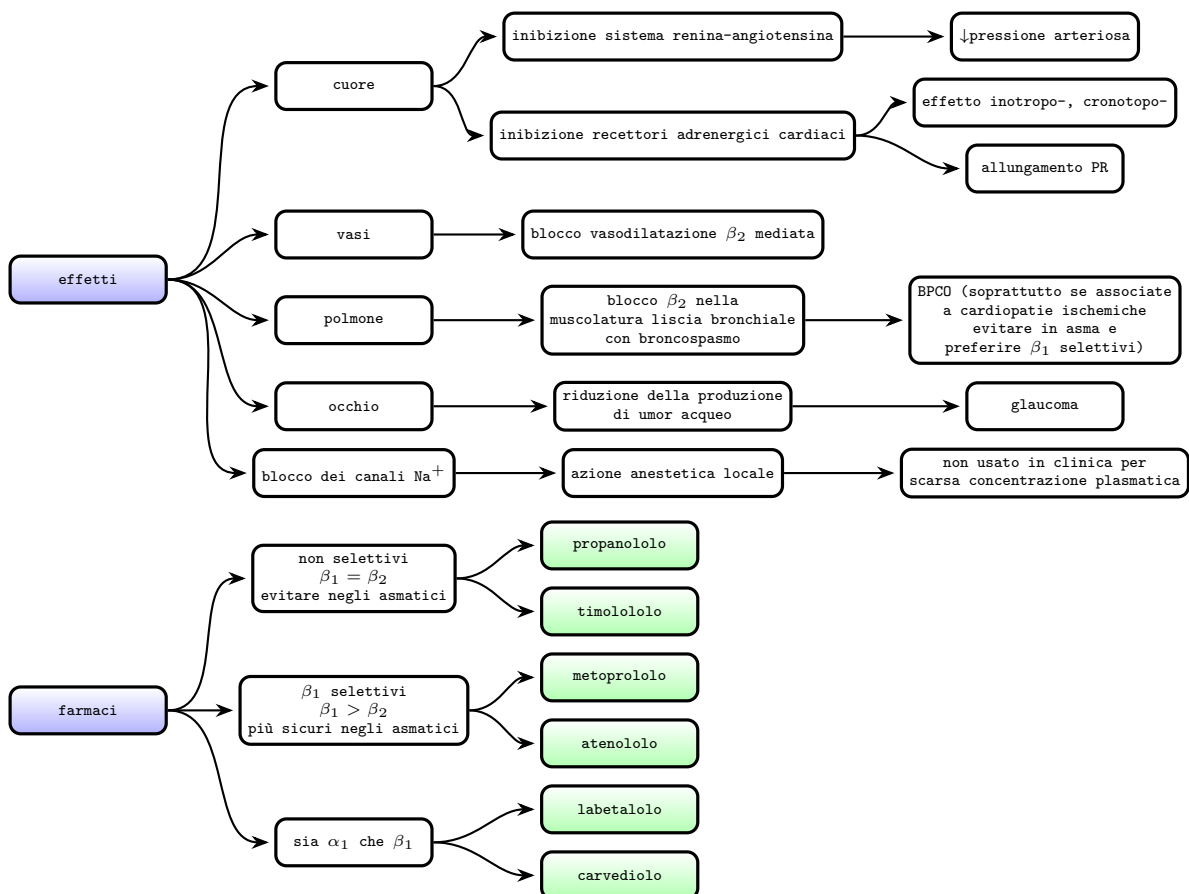 effetti
cuore
inibizione sistema renina-angiotensina
↓pressione arteriosa
inibizione recettori adrenergici cardiaci
effetto inotropo-, cronotopo-
allungamento PR
vasi
blocco vasodilatazione β₂ mediata
polmone
blocco β₂ nella
muscolatura liscia bronchiale
con broncospasmo
BPCO (soprattutto se associate
a cardiopatie ischemiche
evitare in asma e
preferire β₁ selettivi)
occhio
riduzione della produzione
di umor acqueo
glaucoma
blocco dei canali Na⁺
azione anestetica locale
non usato in clinica per
scarsa concentrazione plasmatica
farmaci
non selettivi
β₁ = β₂
evitare negli asmatici
propanololo
timolololo
β₁ selettivi
β₁ > β₂
più sicuri negli asmatici
metoprololo
atenololo
sia α₁ che β₁
labetalolo
carvediolo